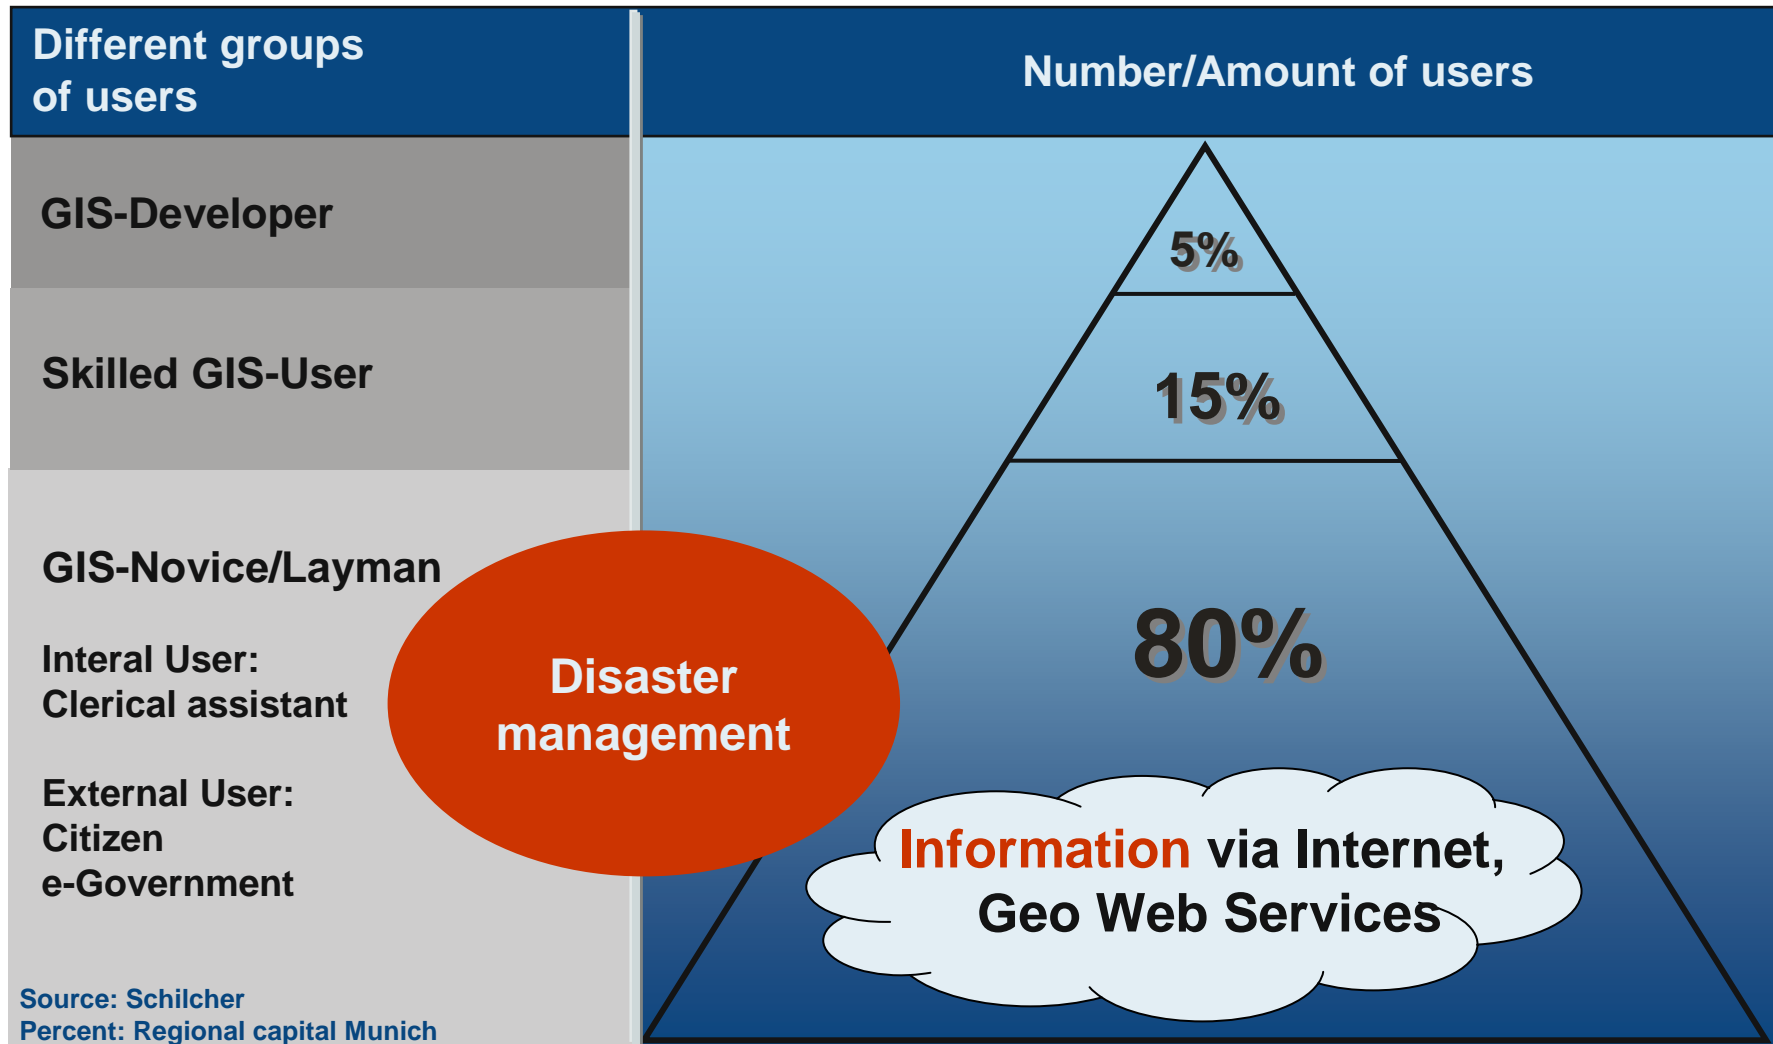 Different groups
of users
Number/Amount of users
GIS-Developer
5%
Skilled GIS-User
15%
GIS-Novice/Layman
80%
Interal User:
Clerical assistant
Disaster
management
External User:
Citizen
e-Government
Information via Internet,
Geo Web Services
Source: Schilcher
Percent: Regional capital Munich